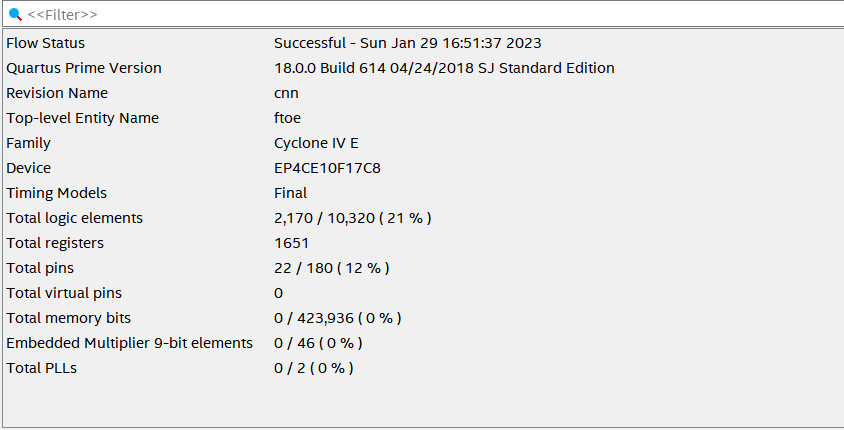 <<Filter>>
Flow Status Successful - Sun Jan 29 16:51:37 2023
Quartus Prime Version 18.0.0 Build 614 04/24/2018 SJ Standard Edition
Revision Name cnn
Top-level Entity Name ftoe
Family Cyclone IV E
Device EP4CE10F17C8
Timing Models Final
Total logic elements 2,170 / 10,320 ( 21 % )
Total registers 1651
Total pins 22 / 180 ( 12 % )
Total virtual pins 0
Total memory bits 0 / 423,936 ( 0 % )
Embedded Multiplier 9-bit elements 0 / 46 ( 0 % )
Total PLLs 0 / 2 ( 0 % )